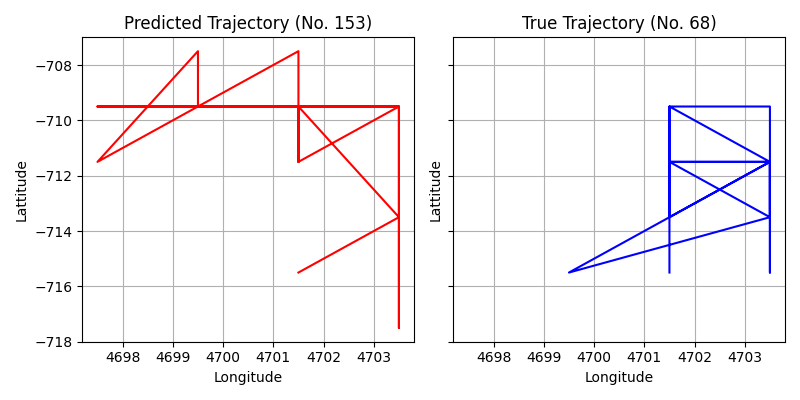 Predicted Trajectory (No. 153)
True Trajectory (No. 68)
Lattitude
−708
−710
−712
−714
−716
−718
4698 4699 4700 4701 4702 4703
Longitude
Lattitude
4698 4699 4700 4701 4702 4703
Longitude